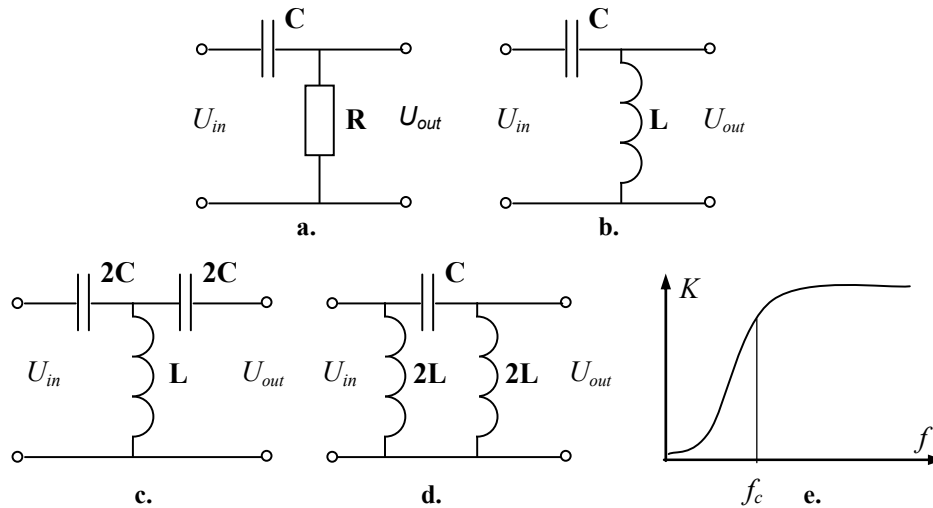 C C
U_in R U_out U_in L U_out
a. b.
2C 2C C K
U_in L U_out U_in 2L 2L U_out
f
f_c
c. d. e.